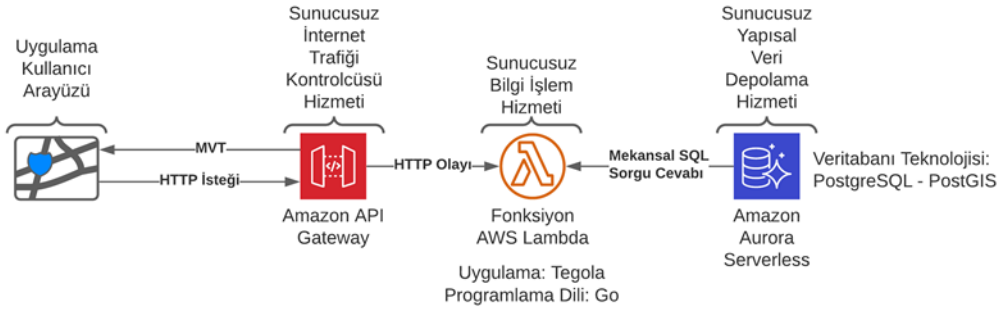 Uygulama
Kullanıcı
Arayüzü
Sunucusuz
İnternet
Trafiği
Kontrolcüsü
Hizmeti
Sunucusuz
Bilgi İşlem
Hizmeti
Sunucusuz
Yapısal
Veri
Depolama
Hizmeti
MVT
HTTP İsteği
HTTP Olayı
Mekansal SQL
Sorgu Cevabı
Veritabanı Teknolojisi:
PostgreSQL - PostGIS
Amazon API
Gateway
Fonksiyon
AWS Lambda
Uygulama: Tegola
Programlama Dili: Go
Amazon
Aurora
Serverless